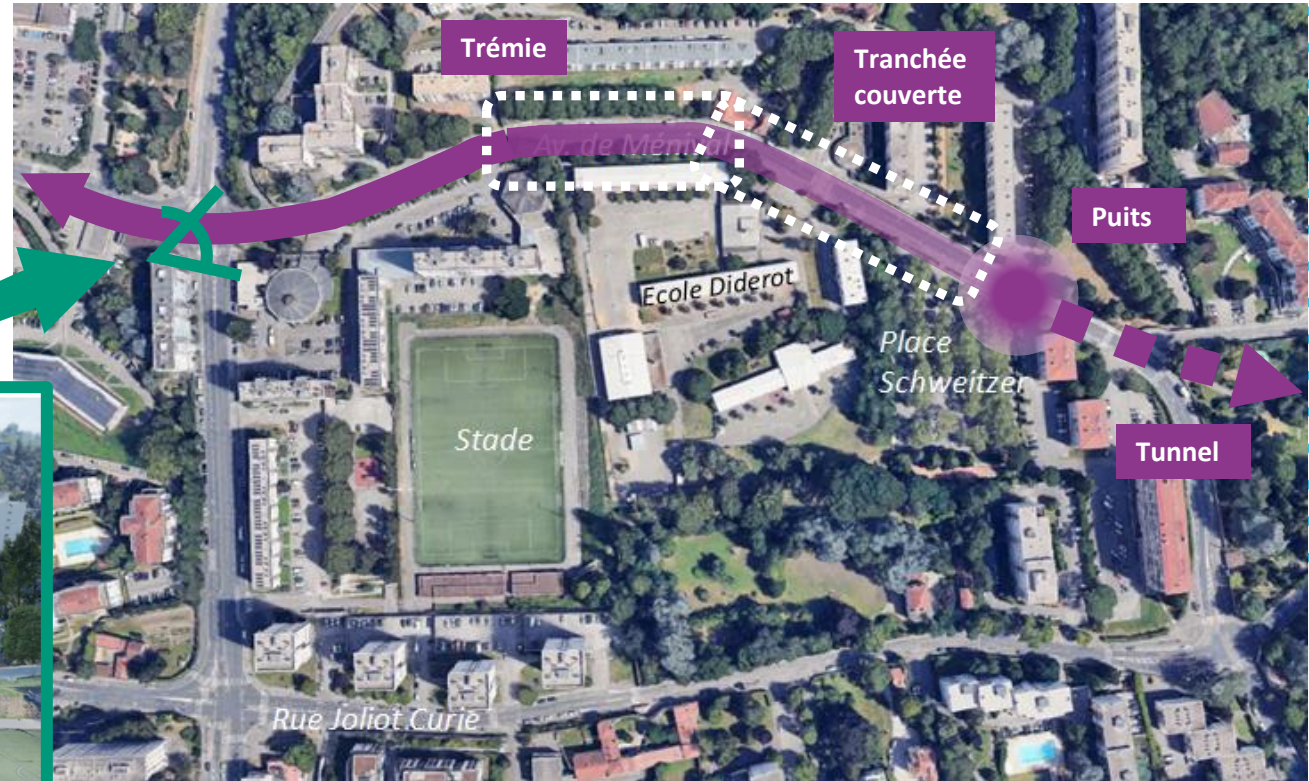 Trémie
Tranchée
couverte
Av. de Ménival
Puits
Ecole Diderot
Place
Schweitzer
Stade
Tunnel
Rue Joliot Curie